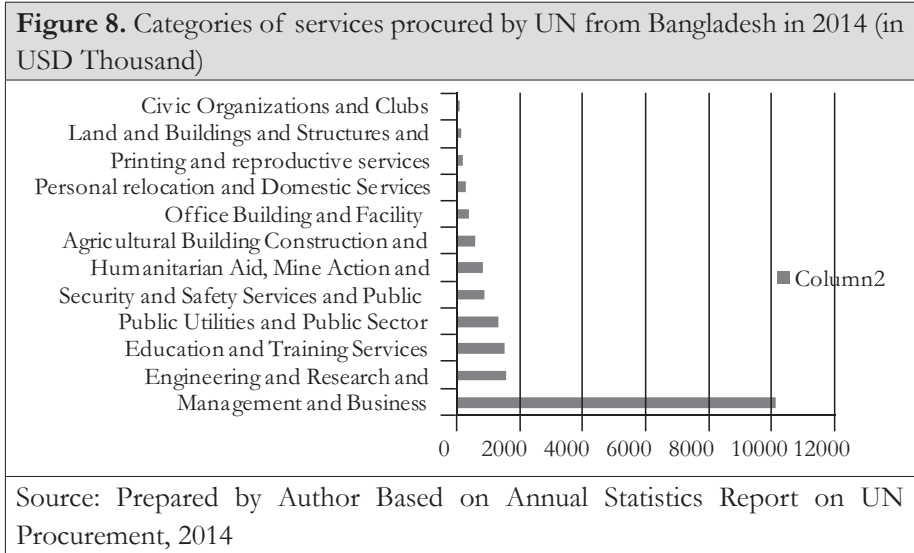 Figure 8. Categories of services procured by UN from Bangladesh in 2014 (in
USD Thousand)
Civic Organizations and Clubs
Land and Buildings and Structures and
Printing and reproductive services
Personal relocation and Domestic Services
Office Building and Facility
Agricultural Building Construction and
Humanitarian Aid, Mine Action and
Security and Safety Services and Public
Public Utilities and Public Sector
Education and Training Services
Engineering and Research and
Management and Business
Column2
0 2000 4000 6000 8000 10000 12000
Source: Prepared by Author Based on Annual Statistics Report on UN
Procurement, 2014